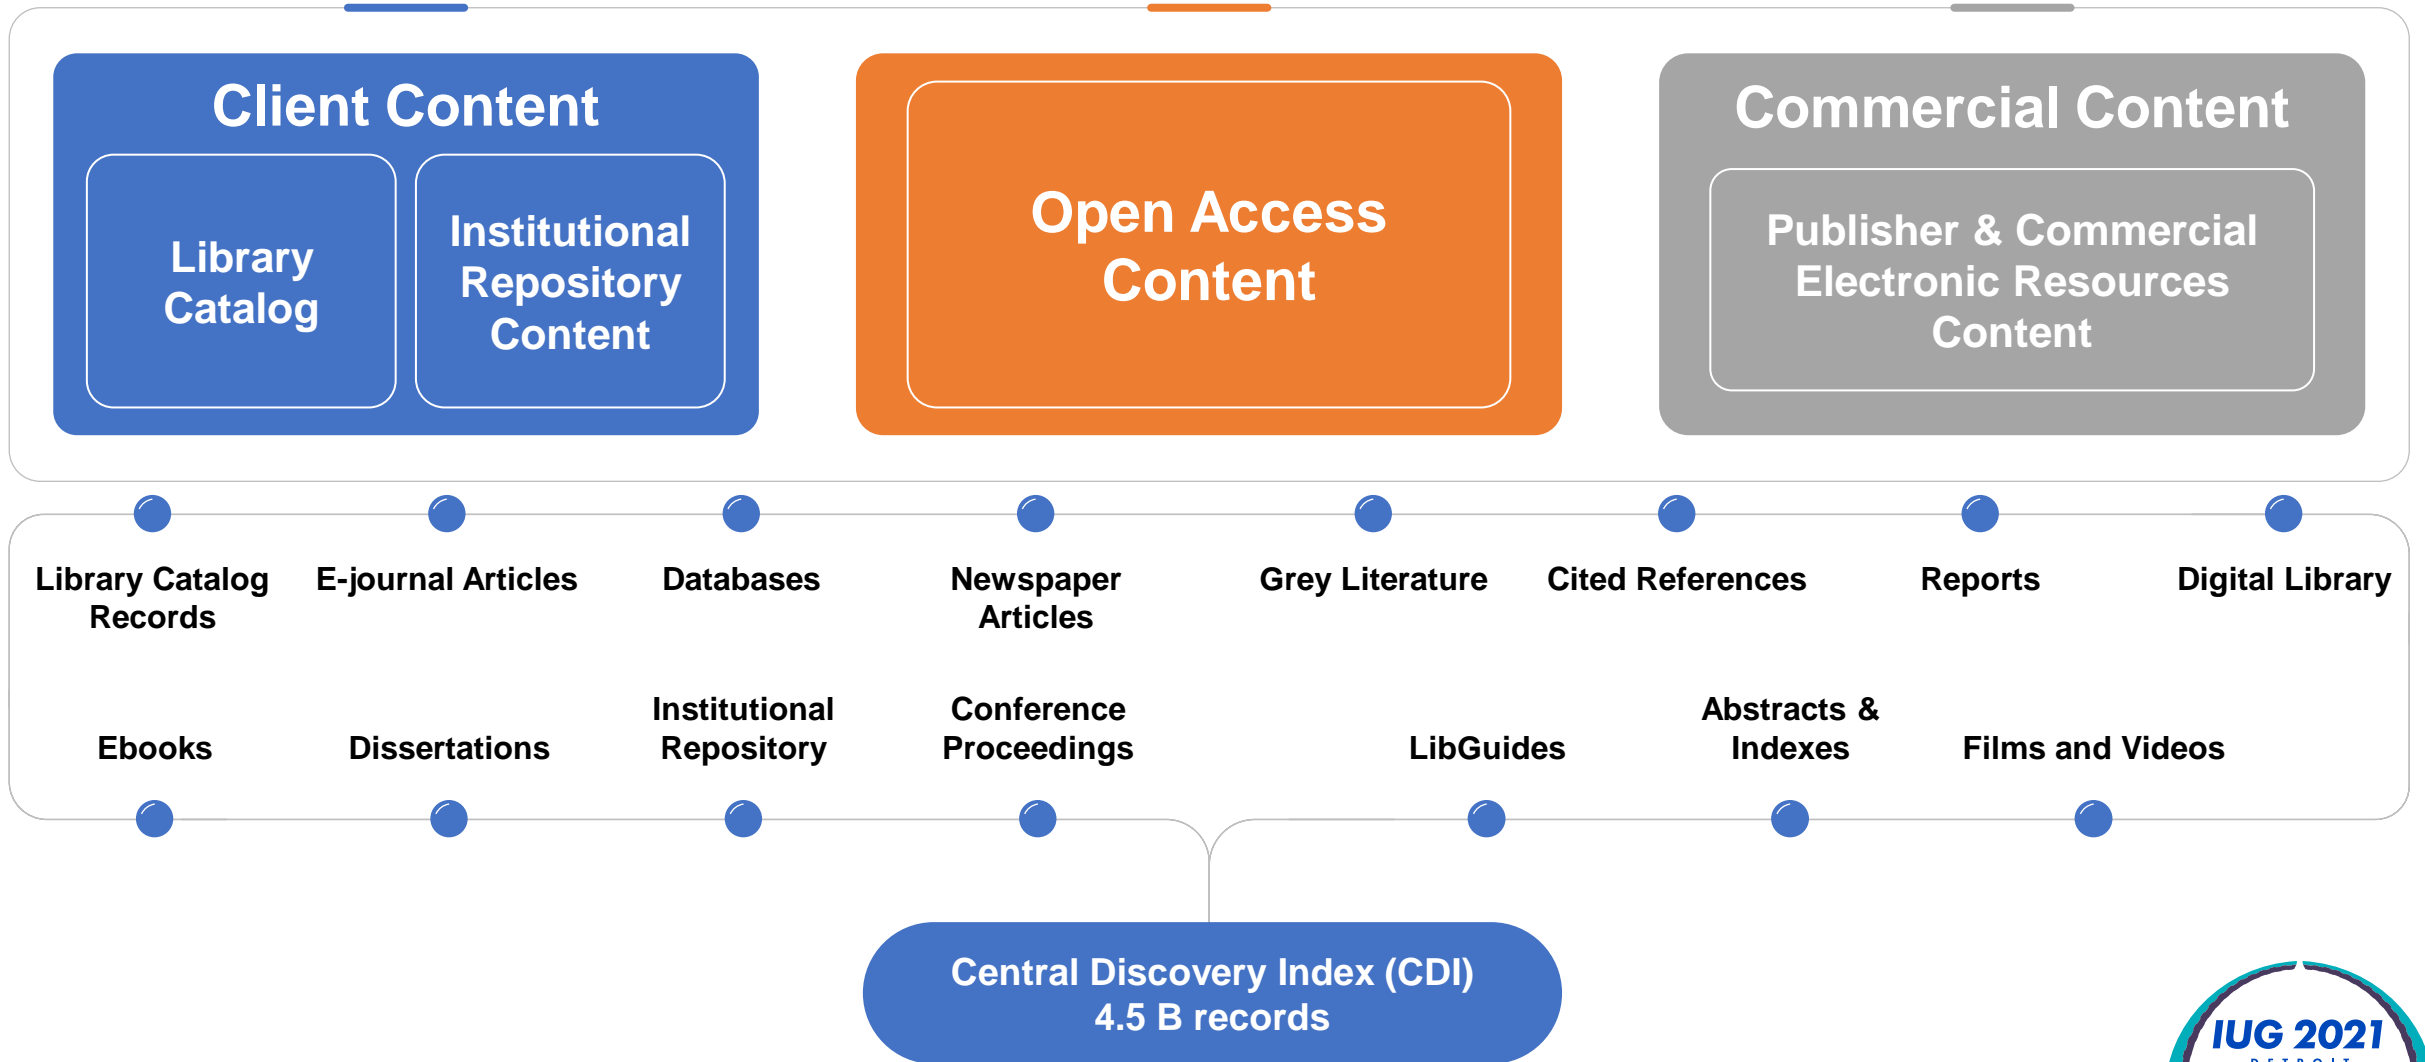 Client Content
Library
Catalog
Institutional
Repository
Content
Open Access
Content
Commercial Content
Publisher & Commercial
Electronic Resources
Content
Library Catalog
Records
E-journal Articles
Databases
Newspaper
Articles
Grey Literature
Cited References
Reports
Digital Library
Ebooks
Dissertations
Institutional
Repository
Conference
Proceedings
LibGuides
Abstracts &
Indexes
Films and Videos
Central Discovery Index (CDI)
4.5 B records
IUG 2021
DETROIT